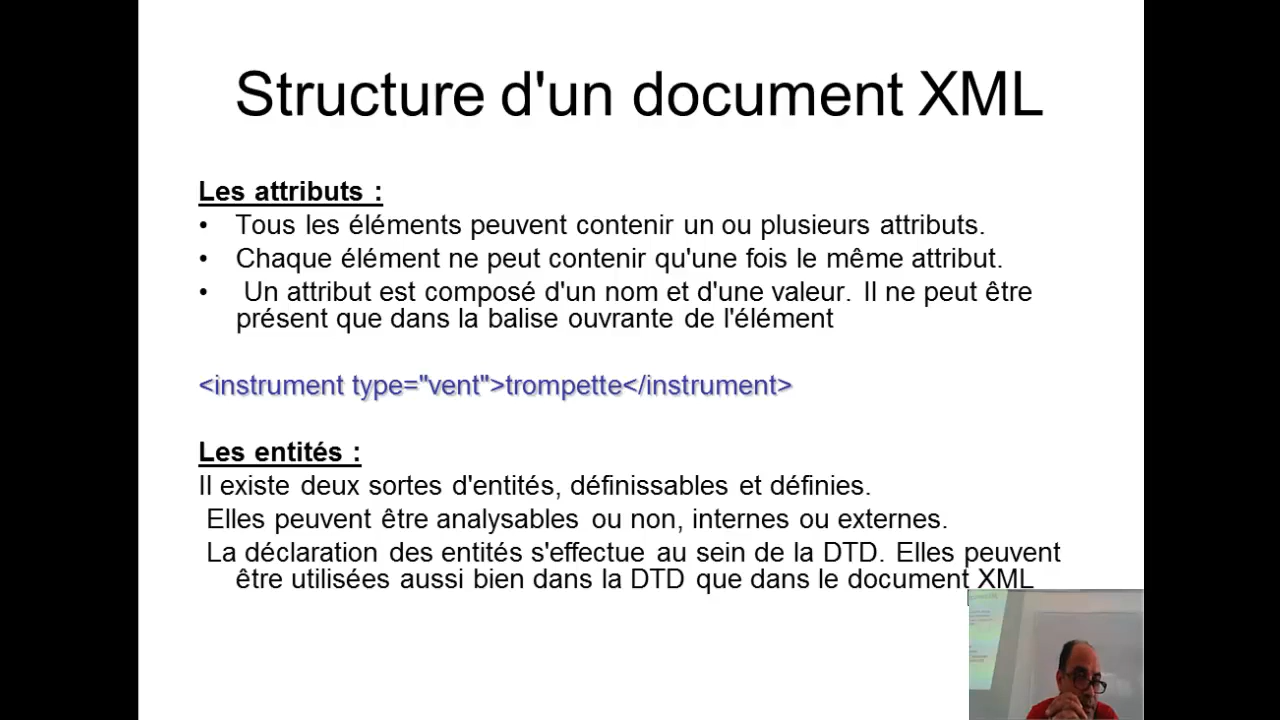 Structure d'un document XML
Les attributs :
• Tous les éléments peuvent contenir un ou plusieurs attributs.
• Chaque élément ne peut contenir qu'une fois le même attribut.
• Un attribut est composé d'un nom et d'une valeur. Il ne peut être
présent que dans la balise ouvrante de l'élément
<instrument type="vent">trompette</instrument>
Les entités :
Il existe deux sortes d'entités, définissables et définies.
Elles peuvent être analysables ou non, internes ou externes.
La déclaration des entités s'effectue au sein de la DTD. Elles peuvent
être utilisées aussi bien dans la DTD que dans le document XML